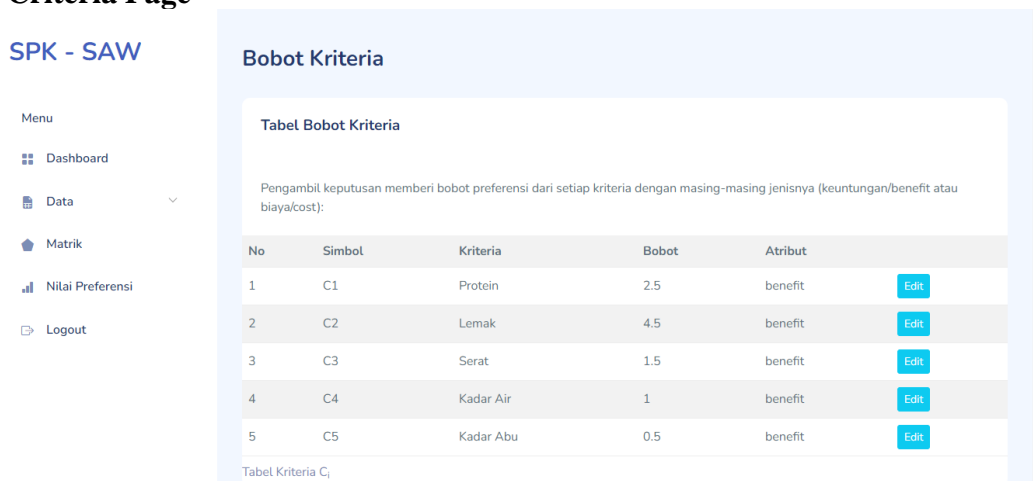 Criteria Page
SPK - SAW
Menu
Dashboard
Data
Matrik
Nilai Preferensi
Logout
Bobot Kriteria
Tabel Bobot Kriteria
Pengambil keputusan memberi bobot preferensi dari setiap kriteria dengan masing-masing jenisnya (keuntungan/benefit atau
biaya/cost):
No Simbol Kriteria Bobot Atribut
1 C1 Protein 2.5 benefit Edit
2 C2 Lemak 4.5 benefit Edit
3 C3 Serat 1.5 benefit Edit
4 C4 Kadar Air 1 benefit Edit
5 C5 Kadar Abu 0.5 benefit Edit
Tabel Kriteria Ci